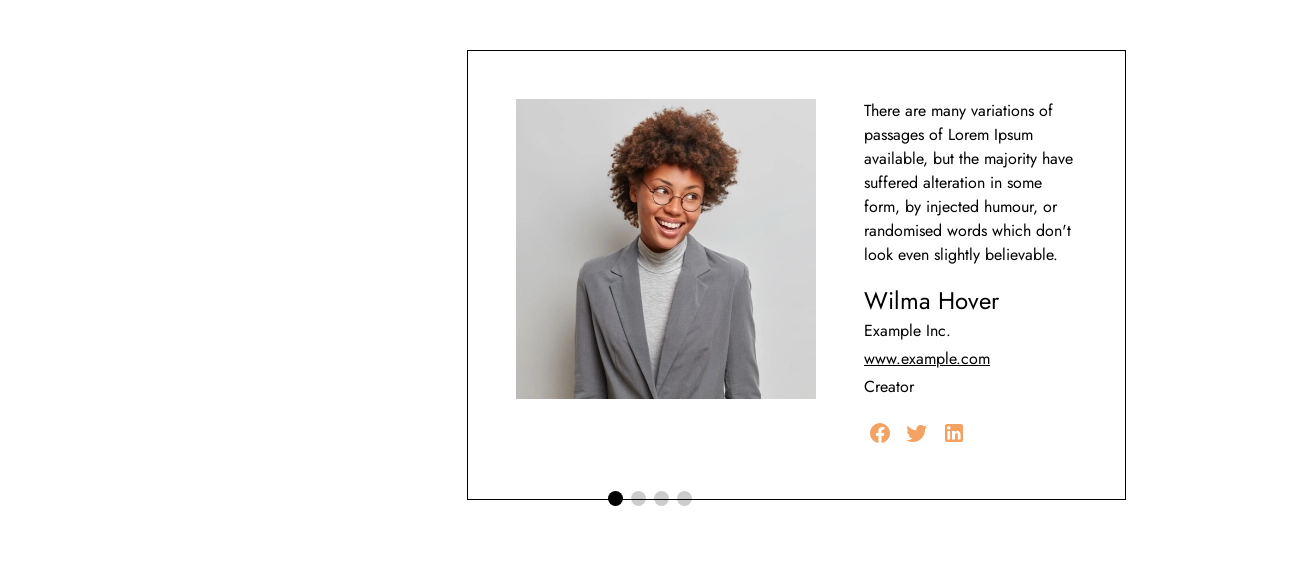 There are many variations of
passages of Lorem Ipsum
available, but the majority have
suffered alteration in some
form, by injected humour, or
randomised words which don't
look even slightly believable.
Wilma Hover
Example Inc.
www.example.com
Creator